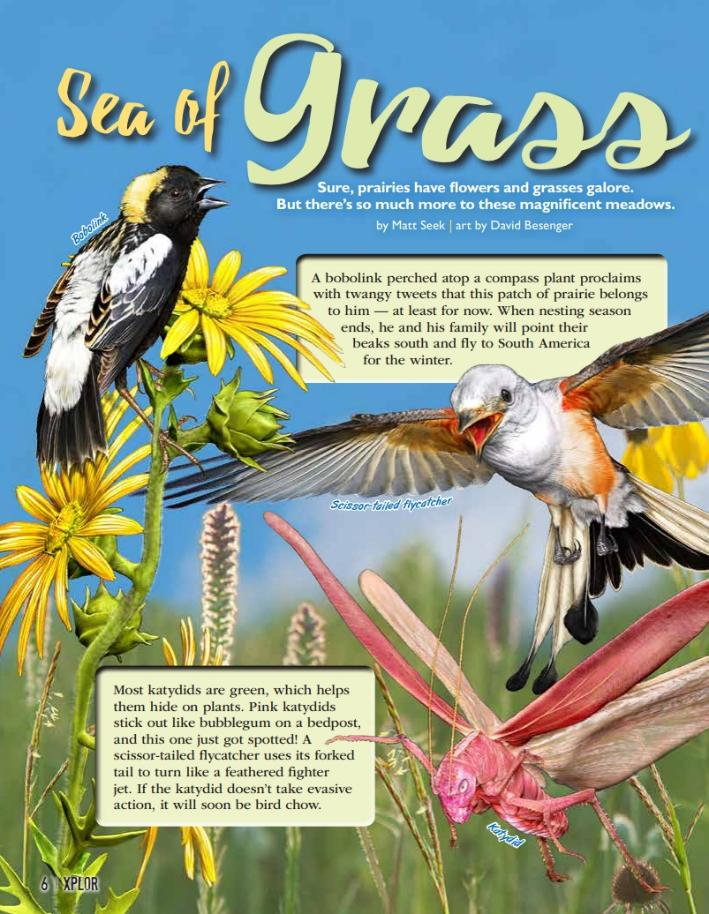 Sea of Grass
Sure, prairies have flowers and grasses galore.
But there's so much more to these magnificent meadows.
by Matt Seek | art by David Besenger
Bobolink
A bobolink perched atop a compass plant proclaims
with twangy tweets that this patch of prairie belongs
to him — at least for now. When nesting season
ends, he and his family will point their
beaks south and fly to South America
for the winter.
Scissor-tailed flycatcher
Most katydids are green, which helps
them hide on plants. Pink katydids
stick out like bubblegum on a bedpost,
and this one just got spotted! A
scissor-tailed flycatcher uses its forked
tail to turn like a feathered fighter
jet. If the katydid doesn't take evasive
action, it will soon be bird chow.
Katydid
6 XPLOR